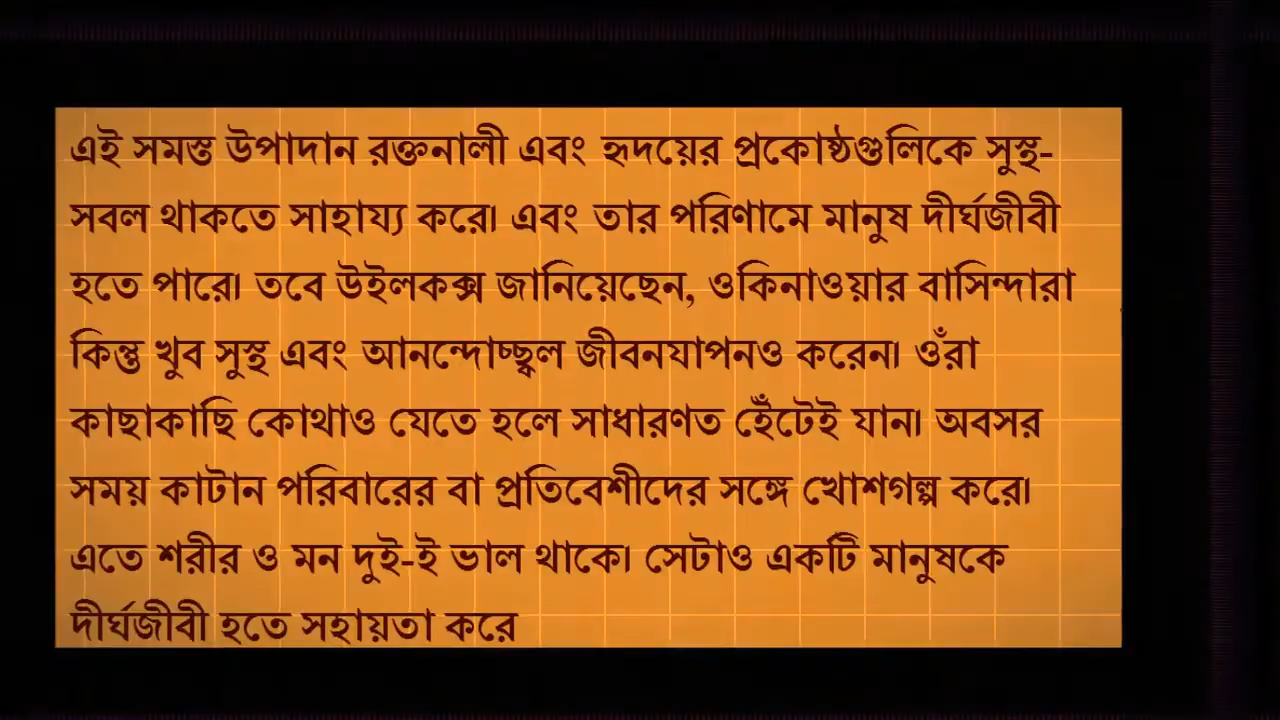 এই সমস্ত উপাদান রক্তনালী এবং হৃদয়ের প্রকোষ্ঠগুলিকে সুস্থ-
সবল থাকতে সাহায্য করে। এবং তার পরিণামে মানুষ দীর্ঘজীবী
হতে পারে। তবে উইলকক্স জানিয়েছেন, ওকিনাওয়ার বাসিন্দারা
কিন্তু খুব সুস্থ এবং আনন্দোচ্ছ্বল জীবনযাপনও করেন। ওঁরা
কাছাকাছি কোথাও যেতে হলে সাধারণত হেঁটেই যান। অবসর
সময় কাটান পরিবারের বা প্রতিবেশীদের সঙ্গে খোশগল্প করে।
এতে শরীর ও মন দুই-ই ভাল থাকে। সেটাও একটি মানুষকে
দীর্ঘজীবী হতে সহায়তা করে